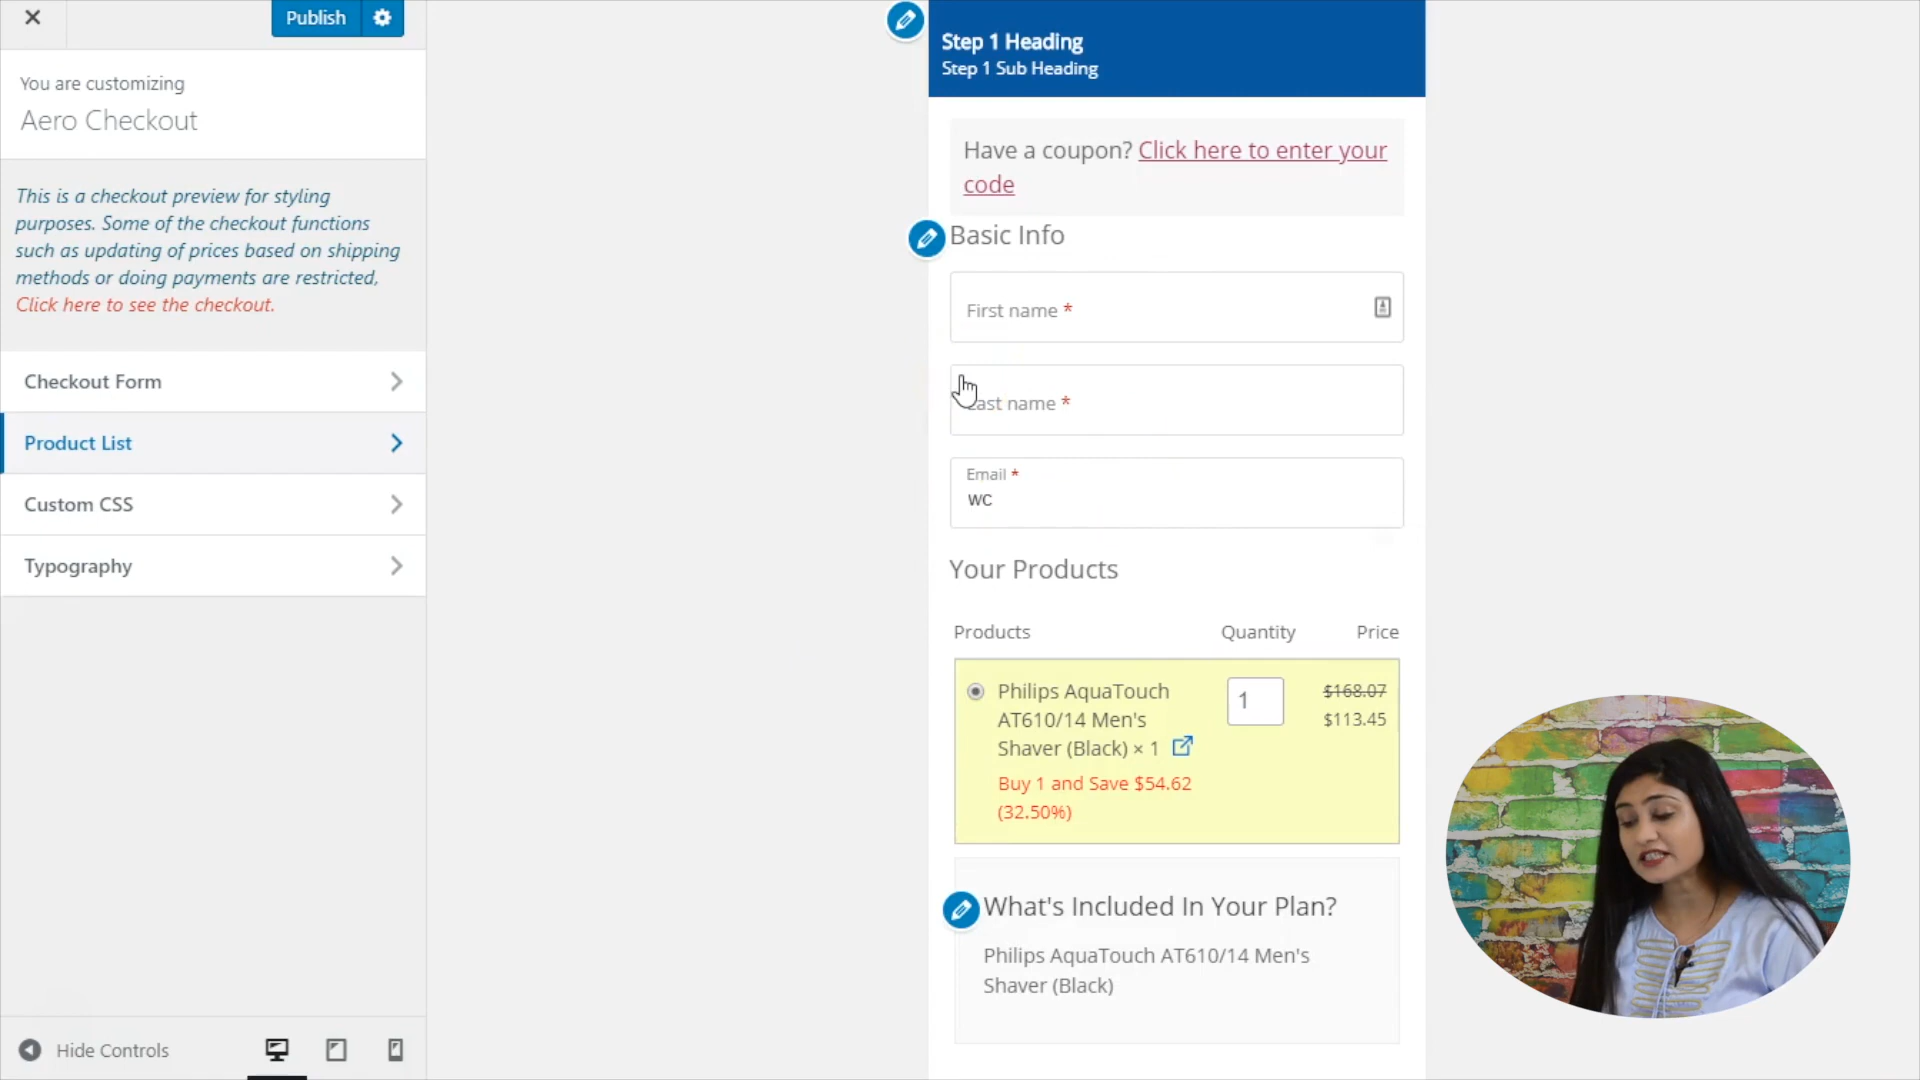 Publish
You are customizing
Aero Checkout
This is a checkout preview for styling
purposes. Some of the checkout functions
such as updating of prices based on shipping
methods or doing payments are restricted,
Click here to see the checkout.
Checkout Form
Product List
Custom CSS
Typography
Hide Controls
Step 1 Heading
Step 1 Sub Heading
Have a coupon? Click here to enter your
code
Basic Info
First name *
Last name *
Email *
wc
Your Products
Products Quantity Price
Philips AquaTouch 1 $168.07
AT610/14 Men's $113.45
Shaver (Black) × 1
Buy 1 and Save $54.62
(32.50%)
What's Included In Your Plan?
Philips AquaTouch AT610/14 Men's
Shaver (Black)